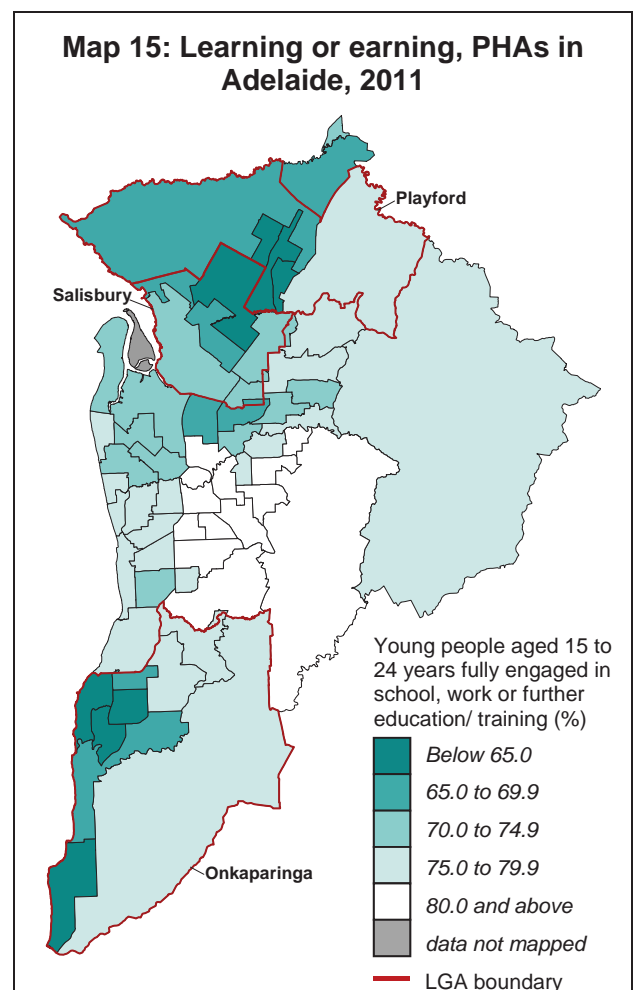 Map 15: Learning or earning, PHAs in
Adelaide, 2011
Playford
Salisbury
Onkaparinga
Young people aged 15 to
24 years fully engaged in
school, work or further
education/ training (%)
Below 65.0
65.0 to 69.9
70.0 to 74.9
75.0 to 79.9
80.0 and above
data not mapped
LGA boundary